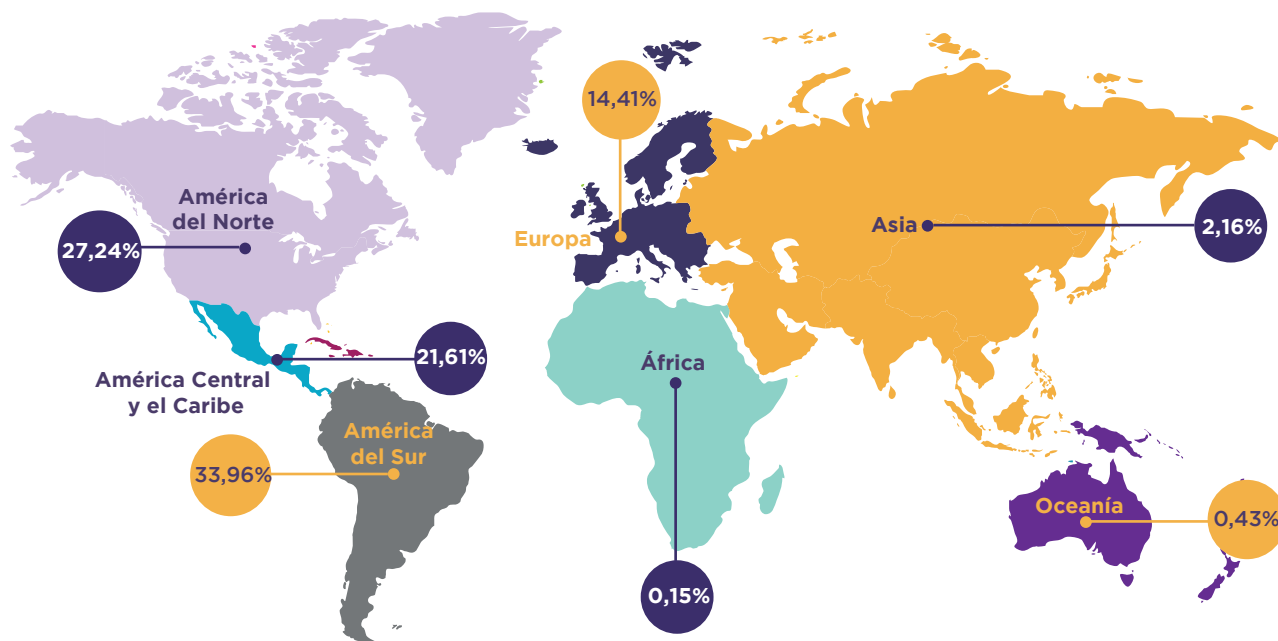 14,41%
América
del Norte
27,24%
Europa
Asia
2,16%
21,61%
América Central
y el Caribe
África
América
del Sur
33,96%
Oceanía
0,43%
0,15%